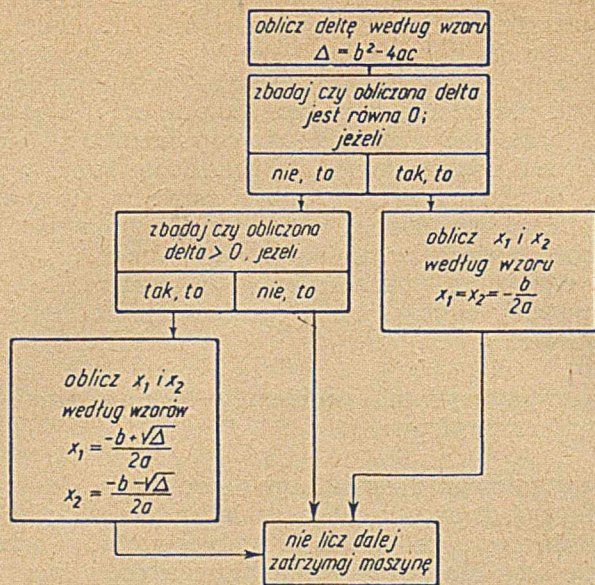 oblicz deltę według wzoru
Δ = b²-4ac
zbadaj czy obliczona delta
jest równa 0;
jeżeli
nie, to
tak, to
zbadaj czy obliczona
delta > 0, jeżeli
tak, to
nie, to
oblicz x₁ i x₂
według wzoru
x₁=x₂=-b/2a
oblicz x₁ i x₂
według wzorów
x₁ = -b+√Δ/2a
x₂ = -b-√Δ/2a
nie licz dalej
zatrzymaj maszynę